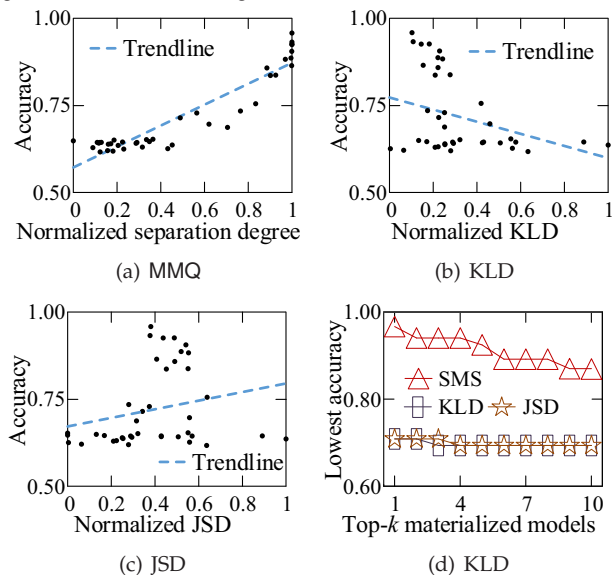 1.00
Trendline
0.75
0.50
Accuracy
0 0.2 0.4 0.6 0.8 1
Normalized separation degree
(a) MMQ
1.00
Trendline
0.75
0.50
Accuracy
0 0.2 0.4 0.6 0.8 1
Normalized KLD
(b) KLD
1.00
0.75
Trendline
0.50
Accuracy
0 0.2 0.4 0.6 0.8 1
Normalized JSD
(c) JSD
1.00
SMS
0.80
KLD JSD
0.60
Lowest accuracy
1 4 7 10
Top-k materialized models
(d) KLD